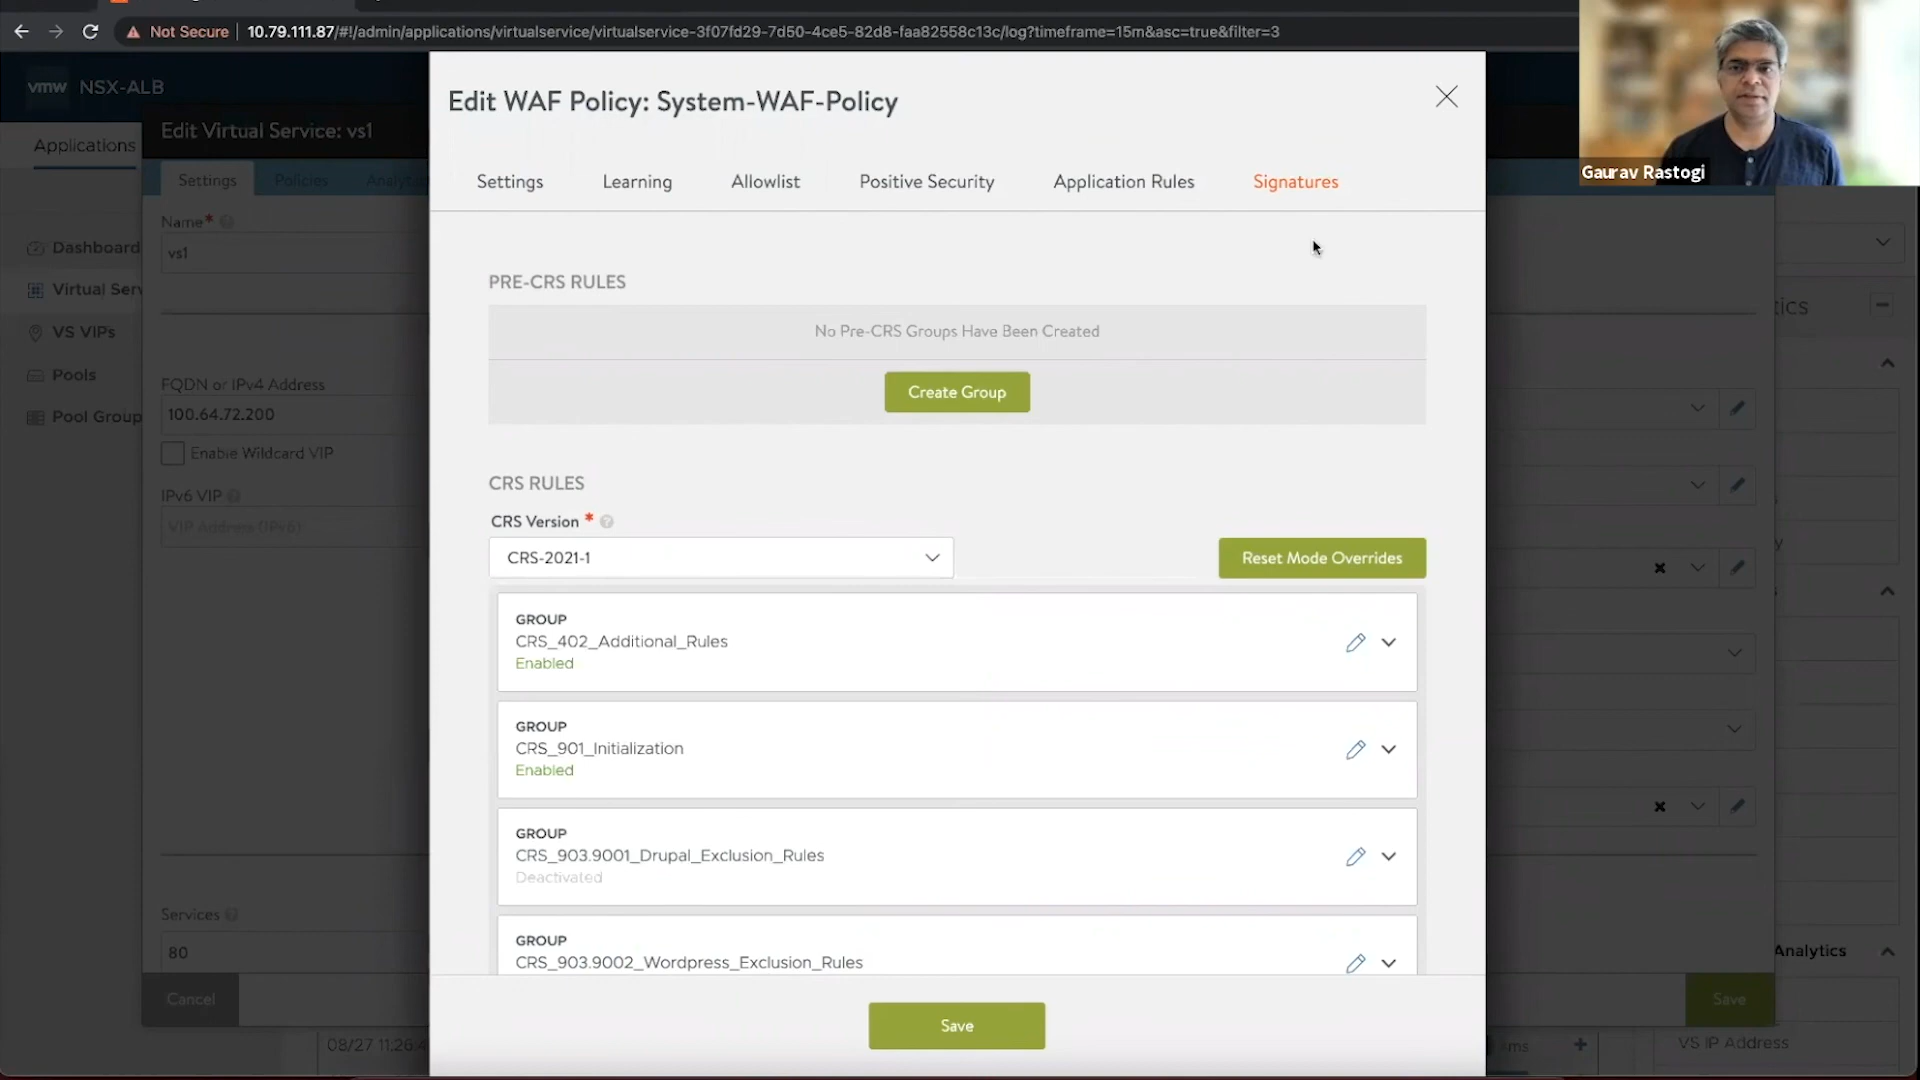 Not Secure
10.79.111.87/#!/admin/applications/virtualservice/virtualservice-3f07fd29-7d50-4ce5-82d8-faa82558c13c/log?timeframe=15m&asc=true&filter=3
Gaurav Rastogi
vmw NSX-ALB
Applications
Dashboard
Virtual Serv
VS VIPs
Pools
Pool Group
Edit Virtual Service: vs1
Settings
Policies
Analyti
Name*
vs1
FQDN or IPv4 Address
100.64.72.200
Enable Wildcard VIP
IPv6 VIP
VIP Address (IPv6)
Services
80
Cancel
08/27 11:26:4
Edit WAF Policy: System-WAF-Policy
Settings
Learning
Allowlist
Positive Security
Application Rules
Signatures
PRE-CRS RULES
No Pre-CRS Groups Have Been Created
Create Group
CRS RULES
CRS Version *
CRS-2021-1
Reset Mode Overrides
GROUP
CRS_402_Additional_Rules
Enabled
GROUP
CRS_901_Initialization
Enabled
GROUP
CRS_903.9001_Drupal_Exclusion_Rules
Deactivated
GROUP
CRS_903.9002_Wordpress_Exclusion_Rules
Save
tics
Analytics
Save
ms
VS IP Address